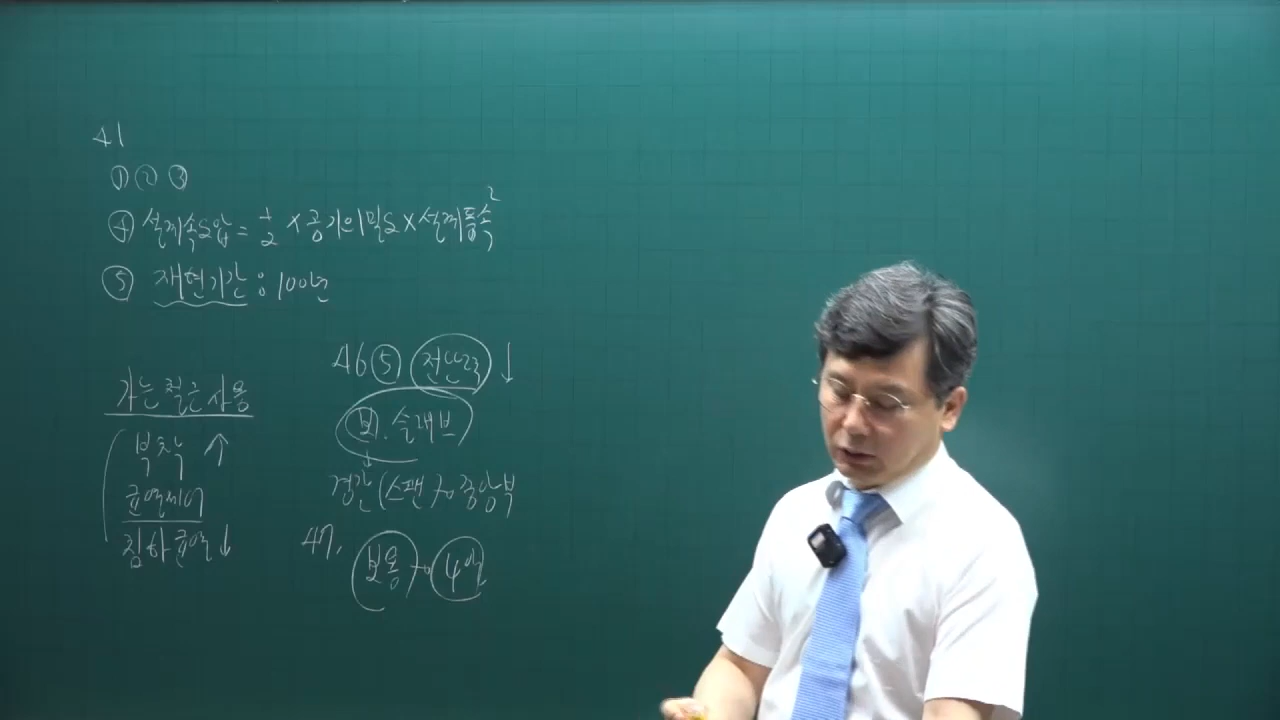 41
① ② ③
④ 설계속도압 = 1/2 × 공기의밀도 × 설계풍속²
⑤ 재현기간 : 100년
가는 철근 사용
부착 ↑
균열제어
침하균열 ↓
46 ⑤ 전단력 ↓
보, 슬래브
↓
경간(스팬) → 중앙부
47.
보통 → 4일